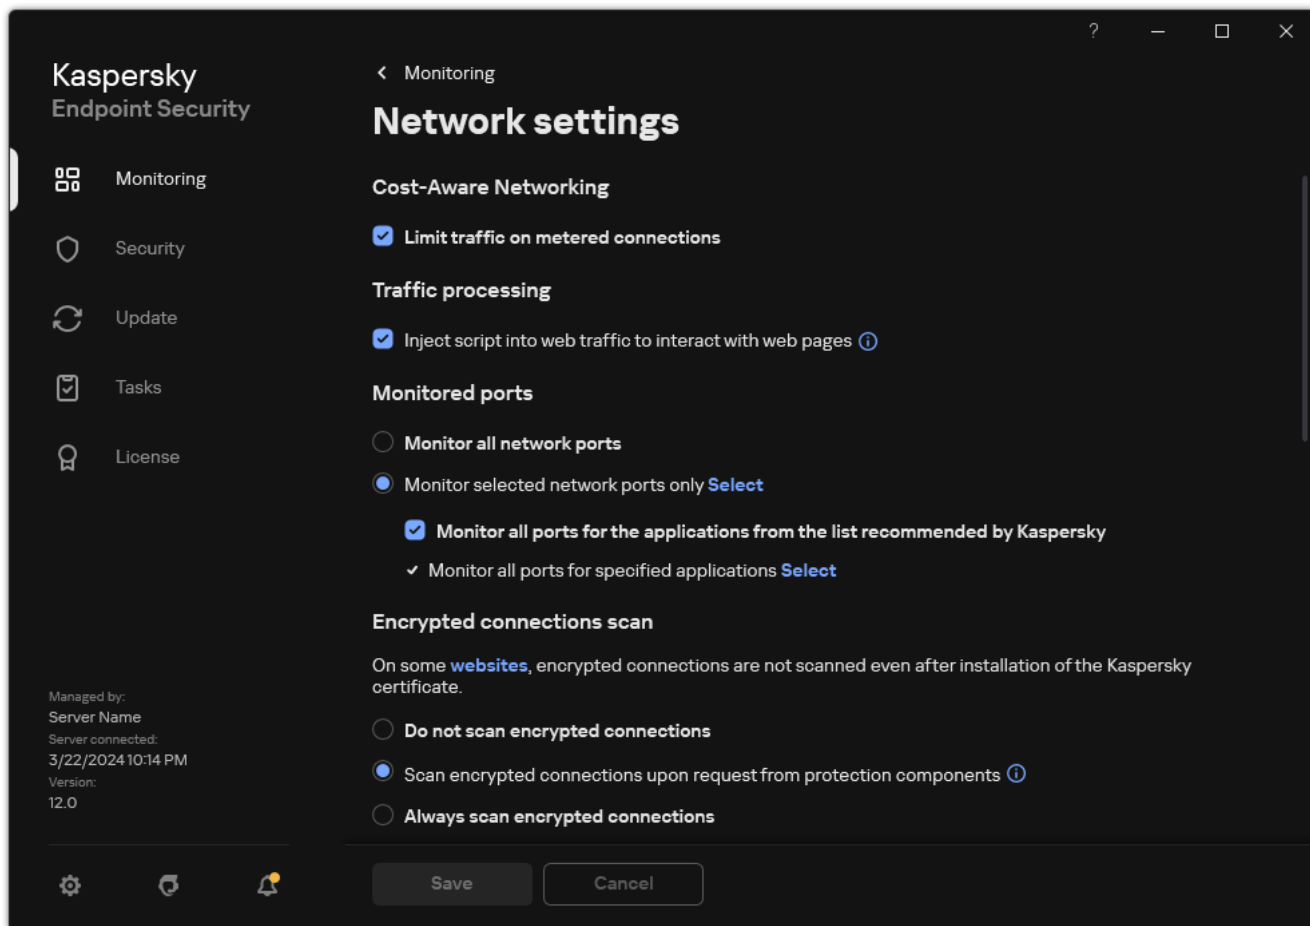 ?
Kaspersky
Endpoint Security
Monitoring
Security
Update
Tasks
License
Managed by:
Server Name
Server connected:
3/22/2024 10:14 PM
Version:
12.0
Monitoring
Network settings
Cost-Aware Networking
Limit traffic on metered connections
Traffic processing
Inject script into web traffic to interact with web pages
Monitored ports
Monitor all network ports
Monitor selected network ports only Select
Monitor all ports for the applications from the list recommended by Kaspersky
Monitor all ports for specified applications Select
Encrypted connections scan
On some websites, encrypted connections are not scanned even after installation of the Kaspersky
certificate.
Do not scan encrypted connections
Scan encrypted connections upon request from protection components
Always scan encrypted connections
Save
Cancel